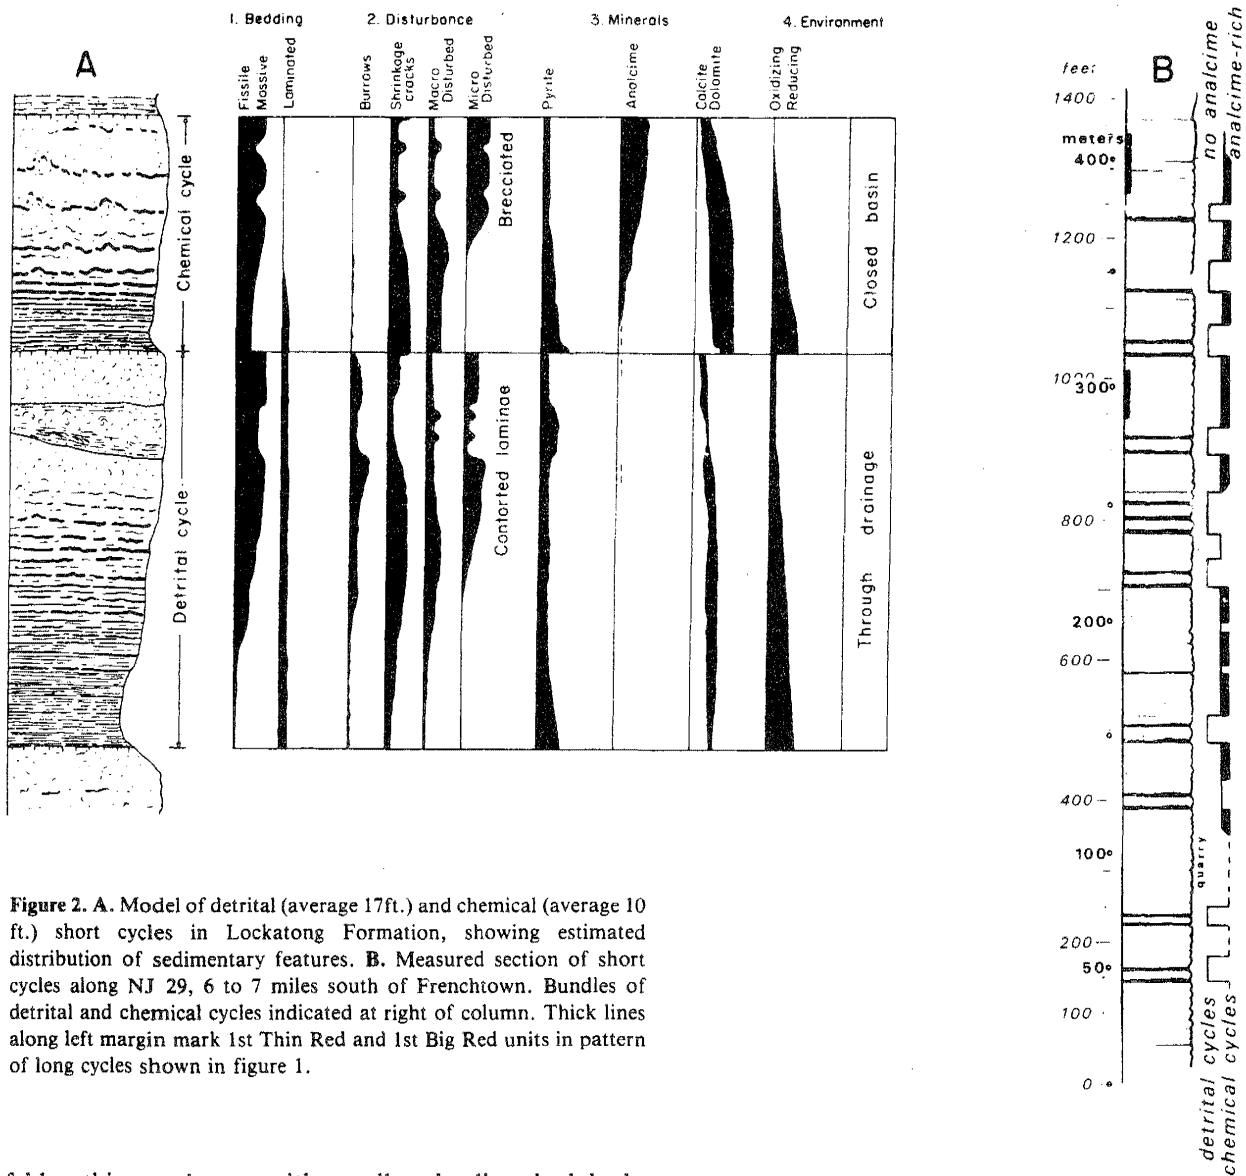 1. Bedding
2. Disturbance
3. Minerals
4. Environment
A
Fissile
Massive
Laminated
Burrows
Shrinkage
cracks
Macro
Disturbed
Micro
Disturbed
Pyrite
Analcime
Calcite
Dolomite
Oxidizing
Reducing
Chemical cycle
Detrital cycle
Brecciated
Contorted laminae
Closed basin
Through drainage
B
feet
no analcime
analcime-rich
1400
meters
400
1200
1000
300
800
200
600
400
100
quarry
200
50
100
0
detrital cycles
chemical cycles
Figure 2. A. Model of detrital (average 17ft.) and chemical (average 10
ft.) short cycles in Lockatong Formation, showing estimated
distribution of sedimentary features. B. Measured section of short
cycles along NJ 29, 6 to 7 miles south of Frenchtown. Bundles of
detrital and chemical cycles indicated at right of column. Thick lines
along left margin mark 1st Thin Red and 1st Big Red units in pattern
of long cycles shown in figure 1.